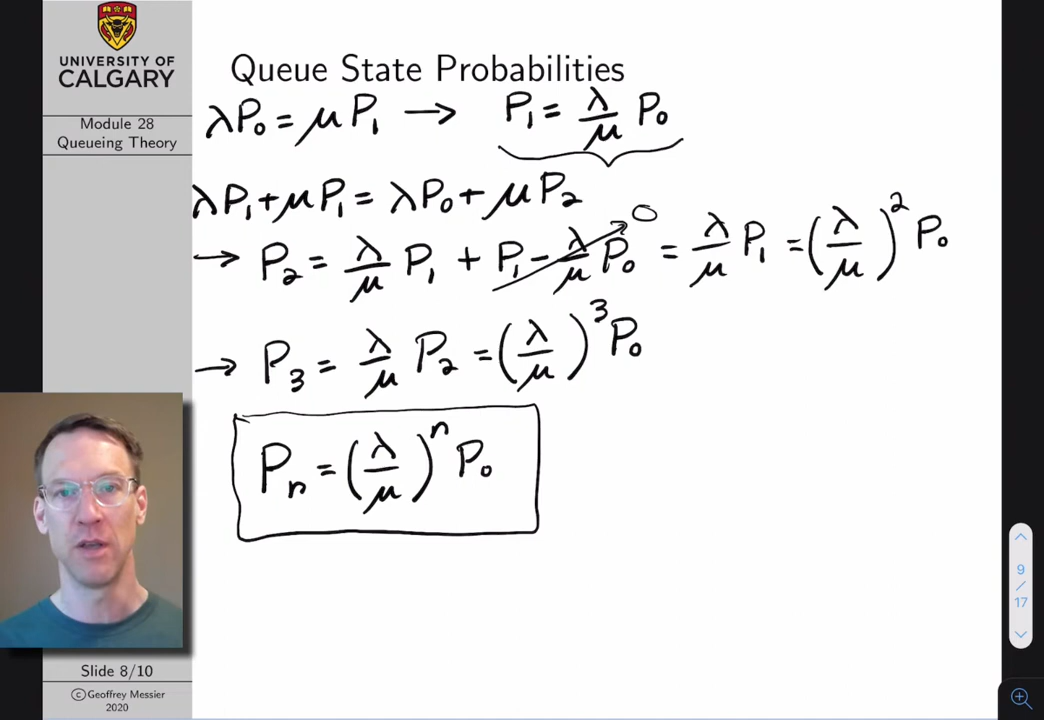 UNIVERSITY OF
CALGARY
Module 28
Queueing Theory
Queue State Probabilities
λP₀ = μP₁ → P₁ = λ/μ P₀
λP₁ + μP₁ = λP₀ + μP₂
→ P₂ = λ/μ P₁ + P₁ - λ/μ P₀ 0 = λ/μ P₁ = (λ/μ)² P₀
→ P₃ = λ/μ P₂ = (λ/μ)³ P₀
Pₙ = (λ/μ)ⁿ P₀
9
/
17
Slide 8/10
©Geoffrey Messier
2020